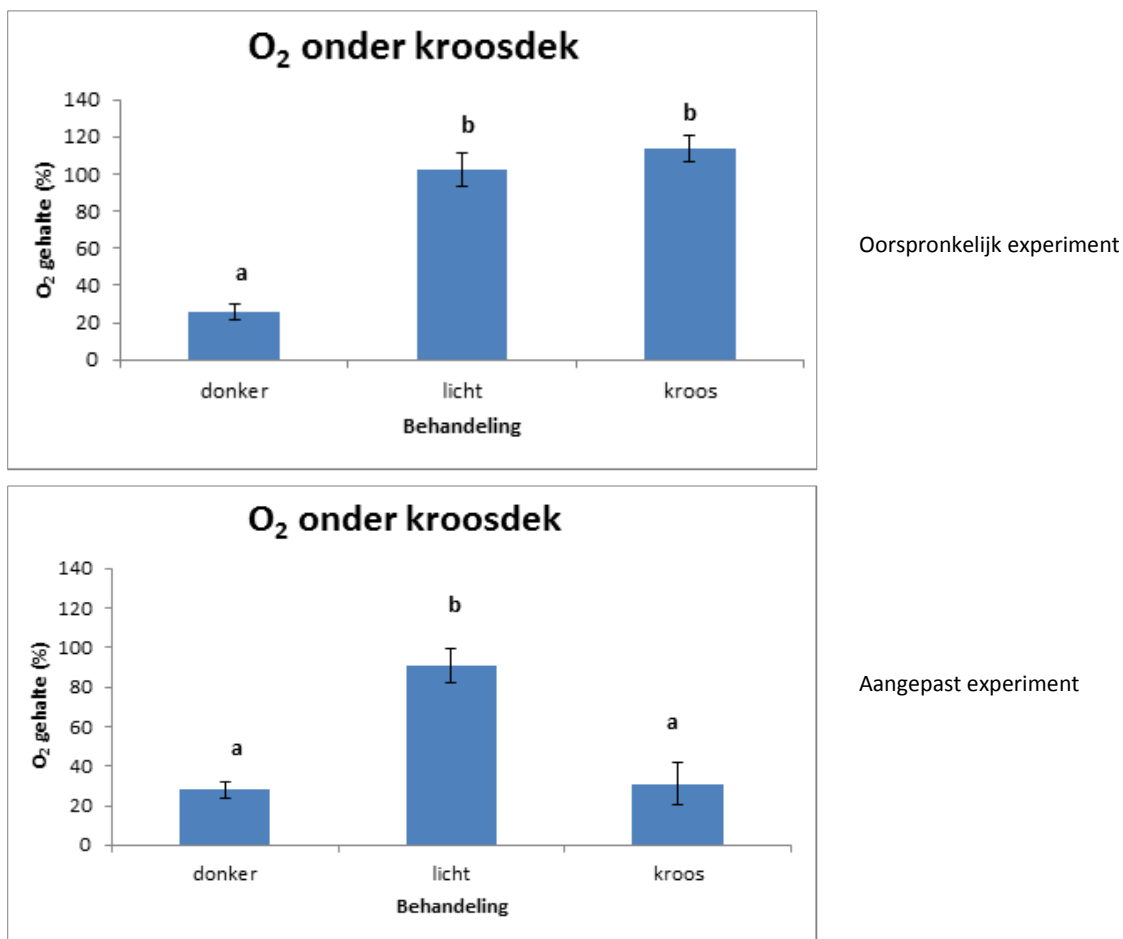 O₂ onder kroosdek
O₂ gehalte (%)
140
120
100
80
60
40
20
0
a
b
b
donker licht kroos
Behandeling
Oorspronkelijk experiment
O₂ onder kroosdek
O₂ gehalte (%)
140
120
100
80
60
40
20
0
a
b
a
donker licht kroos
Behandeling
Aangepast experiment